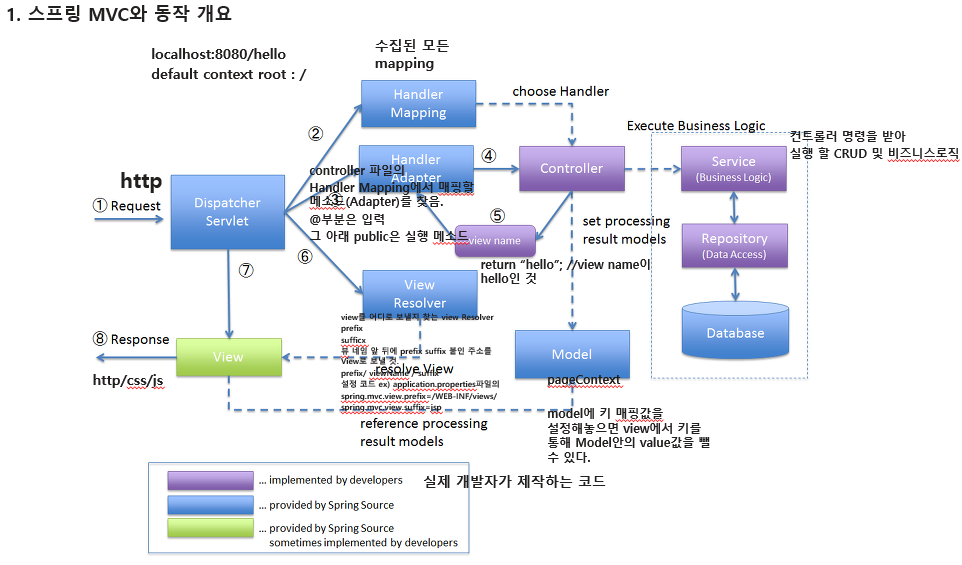 1. 스프링 MVC와 동작 개요
localhost:8080/hello
default context root : /
수집된 모든
mapping
Handler
Mapping
choose Handler
②
Execute Business Logic
컨트롤러 명령을 받아
실행 할 CRUD 및 비즈니스로직
Handler
Adapter
④
Controller
Service
(Business Logic)
controller 파일의
Handler Mapping에서 매핑할
메소드(Adapter)를 찾음.
@부분은 입력
그 아래 public은 실행 메소드
③
http
① Request
Dispatcher
Servlet
⑤
view name
set processing
result models
Repository
(Data Access)
return “hello”; //view name이
hello인 것
⑥
⑦
View
Resolver
view를 어디로 보낼지 찾는 view Resolver
prefix
sufficx
뷰 네임 앞 뒤에 prefix suffix 붙인 주소를
View로 보낼 것.
prefix/ viewName / suffix
설정 코드 ex) application.properties파일의
spring.mvc.view.prefix=/WEB-INF/views/
spring.mvc.view.suffix=jsp
resolve View
Database
⑧ Response
View
http/css/js
Model
pageContext
model에 키 매핑값을
설정해놓으면 view에서 키를
통해 Model안의 value값을 뺄
수 있다.
reference processing
result models
... implemented by developers
실제 개발자가 제작하는 코드
... provided by Spring Source
... provided by Spring Source
sometimes implemented by developers